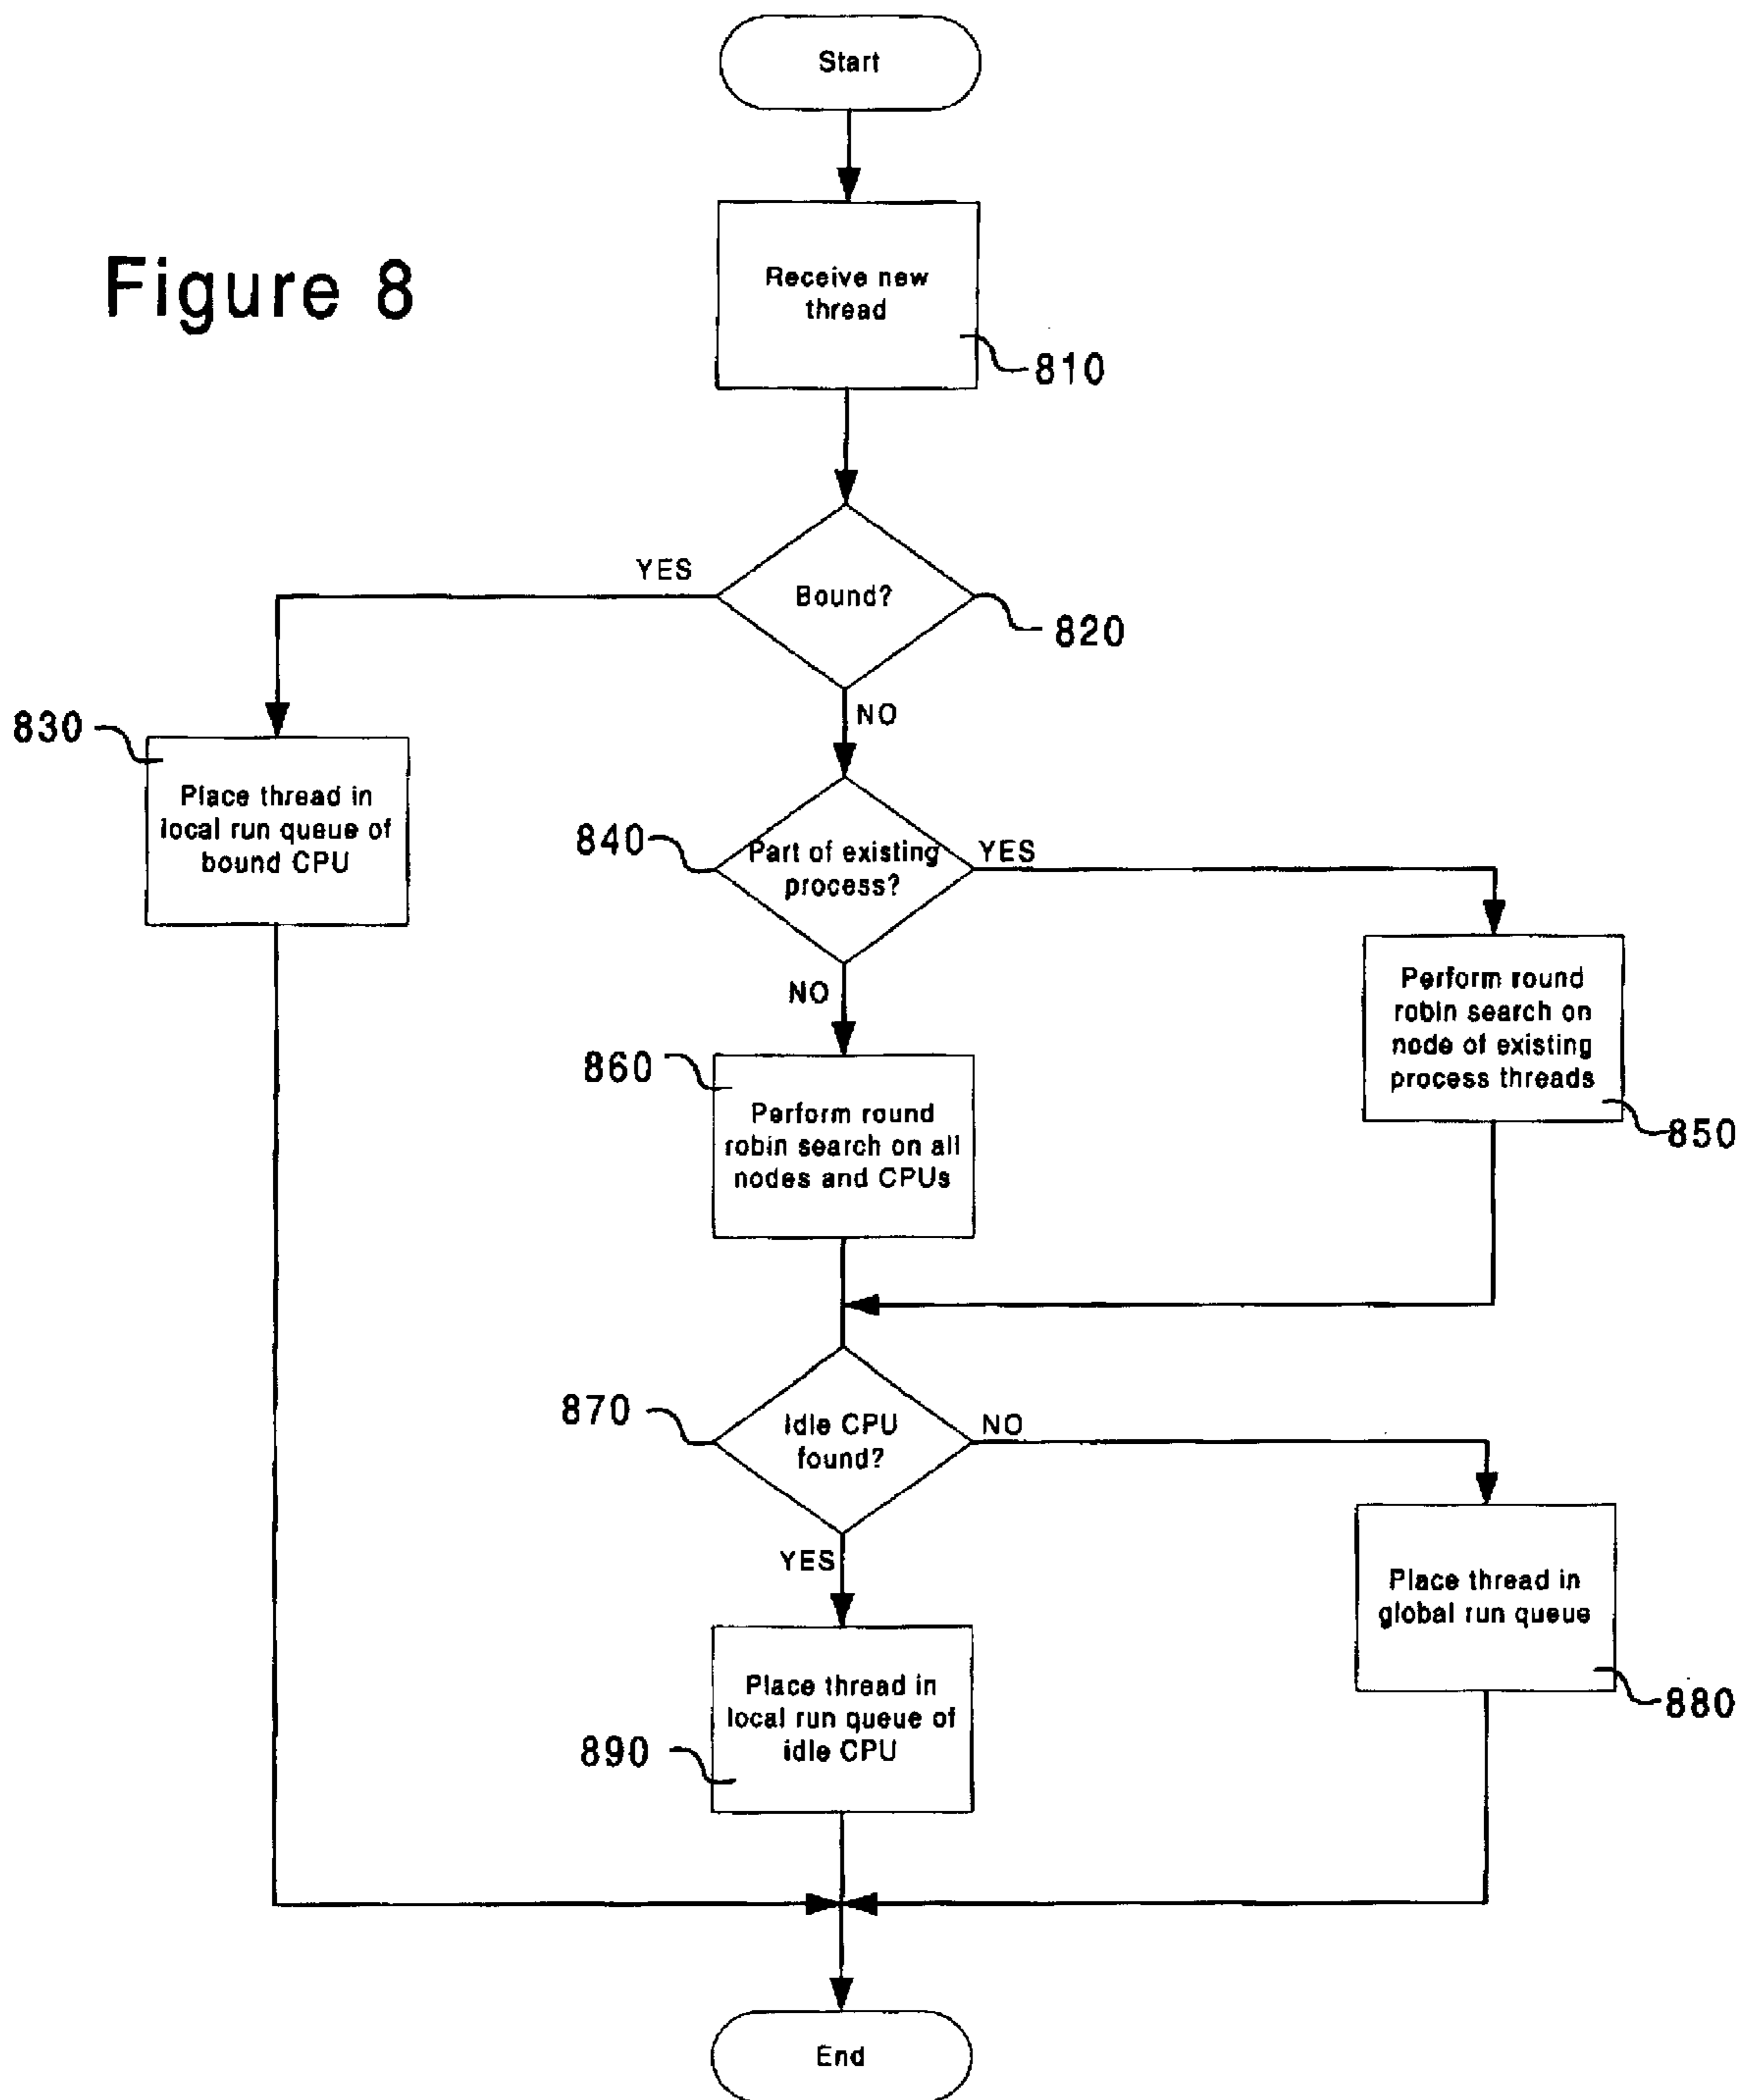 Start
Figure 8
Receive new
thread
810
YES
Bound?
820
NO
830
Place thread in
local run queue of
bound CPU
840
Part of existing
process?
YES
NO
Perform round
robin search on
node of existing
process threads
850
860
Perform round
robin search on all
nodes and CPUs
870
Idle CPU
found?
NO
YES
Place thread in
global run queue
880
Place thread in
local run queue of
idle CPU
890
End